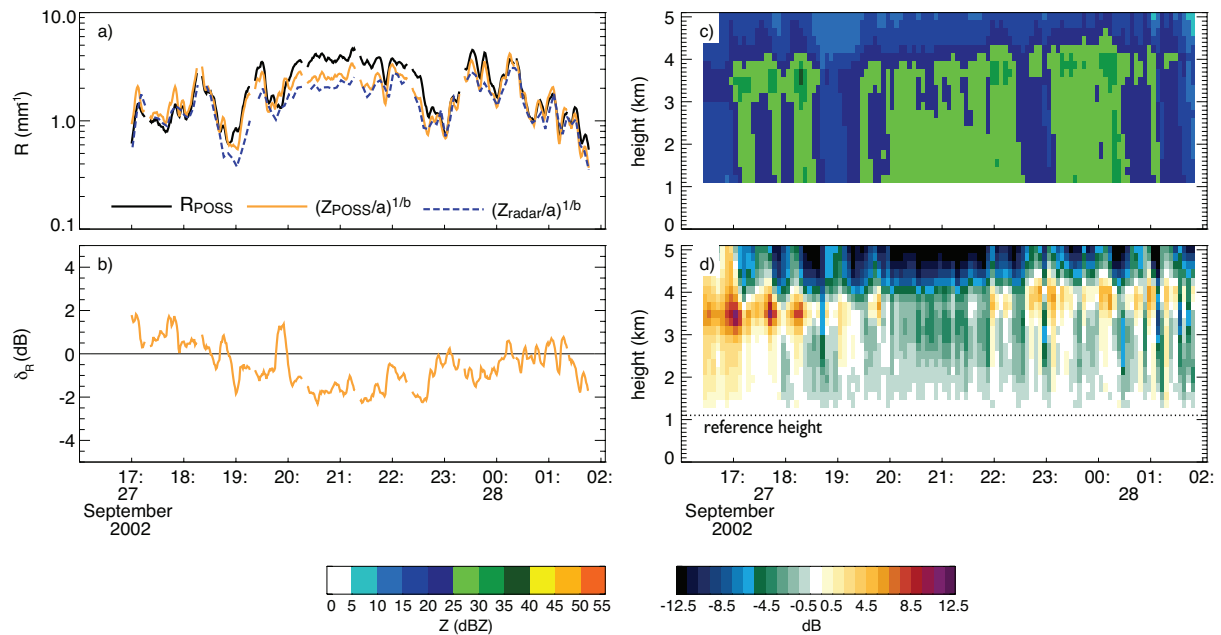 a)
10.0
1.0
0.1
R (mm¹)
R_POSS
(Z_POSS/a)^1/b
(Z_radar/a)^1/b
b)
4
2
0
-2
-4
δ_R (dB)
17: 18: 19: 20: 21: 22: 23: 00: 01: 02:
27 28
September
2002
c)
5
4
3
2
1
0
height (km)
d)
5
4
3
2
1
0
height (km)
reference height
17: 18: 19: 20: 21: 22: 23: 00: 01: 02:
27 28
September
2002
0 5 10 15 20 25 30 35 40 45 50 55
Z (dBZ)
-12.5 -8.5 -4.5 -0.5 0.5 4.5 8.5 12.5
dB